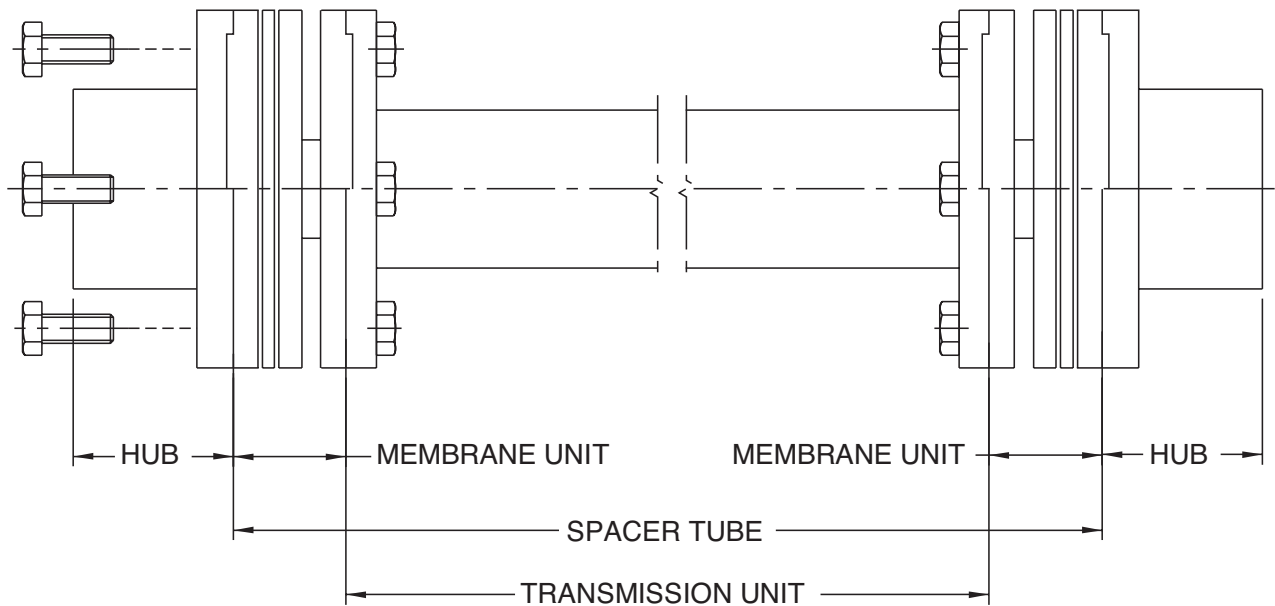 HUB
MEMBRANE UNIT
MEMBRANE UNIT
HUB
SPACER TUBE
TRANSMISSION UNIT